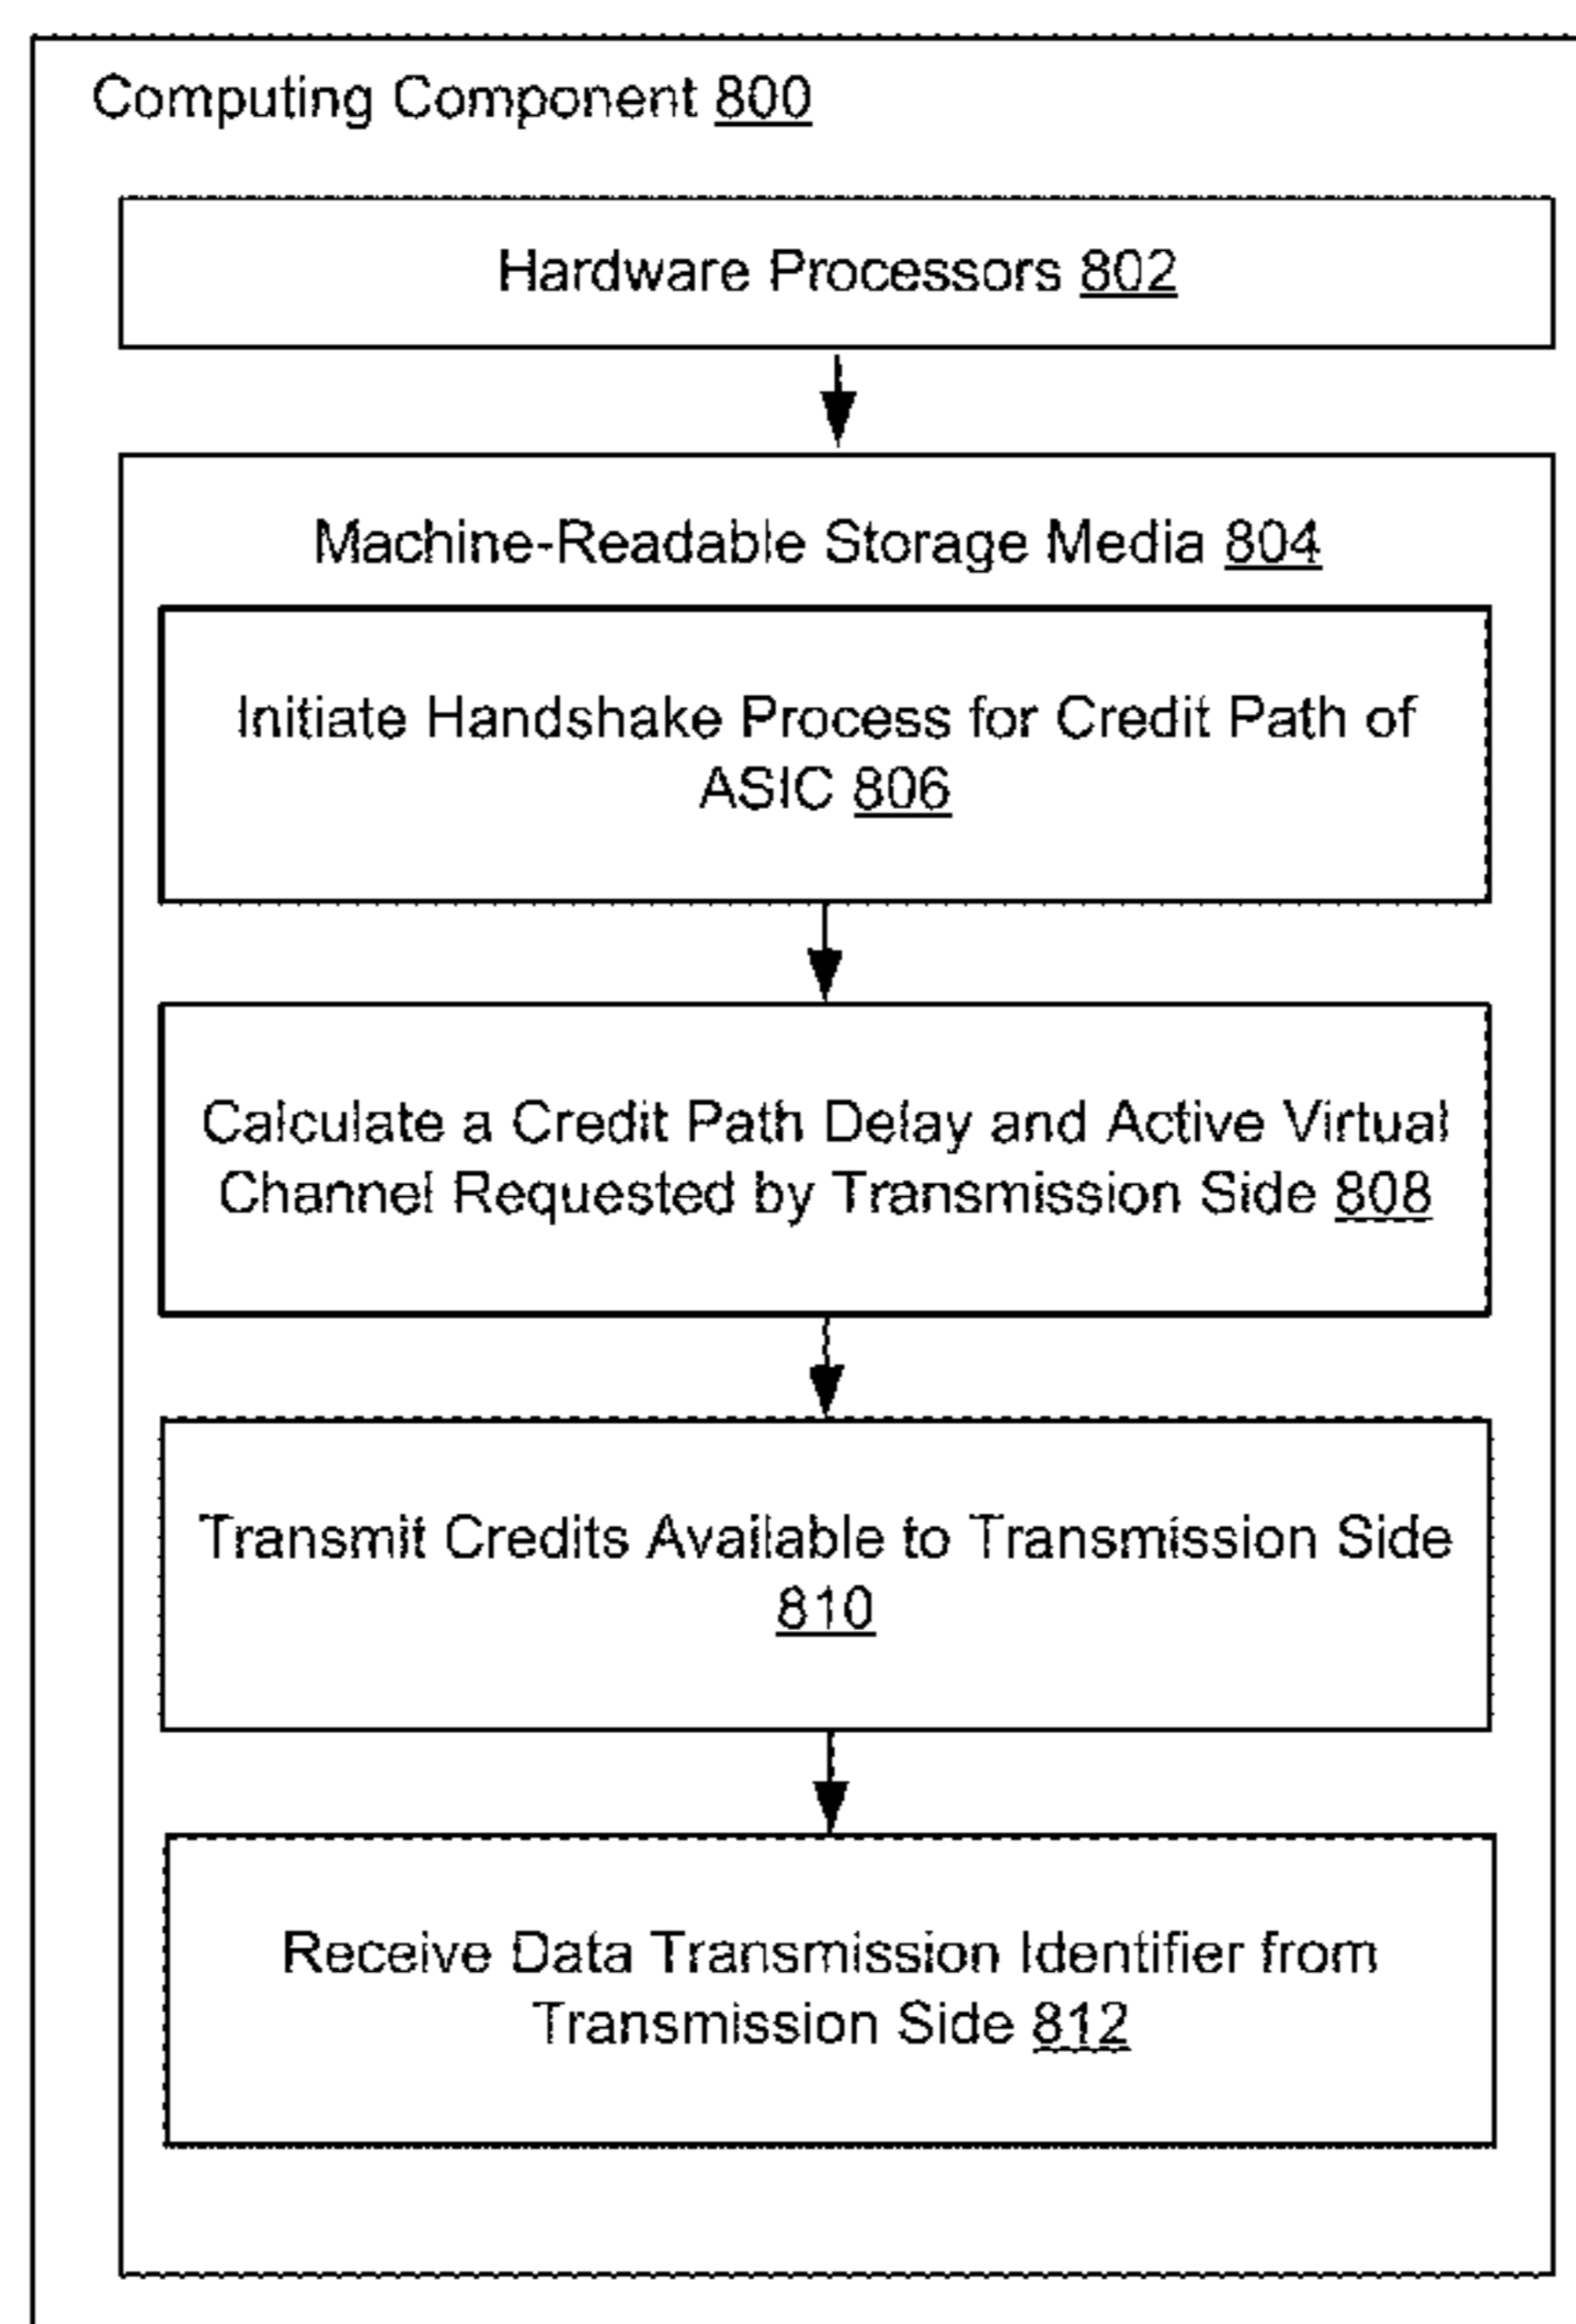 Computing Component 800
Hardware Processors 802
Machine-Readable Storage Media 804
Initiate Handshake Process for Credit Path of
ASIC 806
Calculate a Credit Path Delay and Active Virtual
Channel Requested by Transmission Side 808
Transmit Credits Available to Transmission Side
810
Receive Data Transmission Identifier from
Transmission Side 812